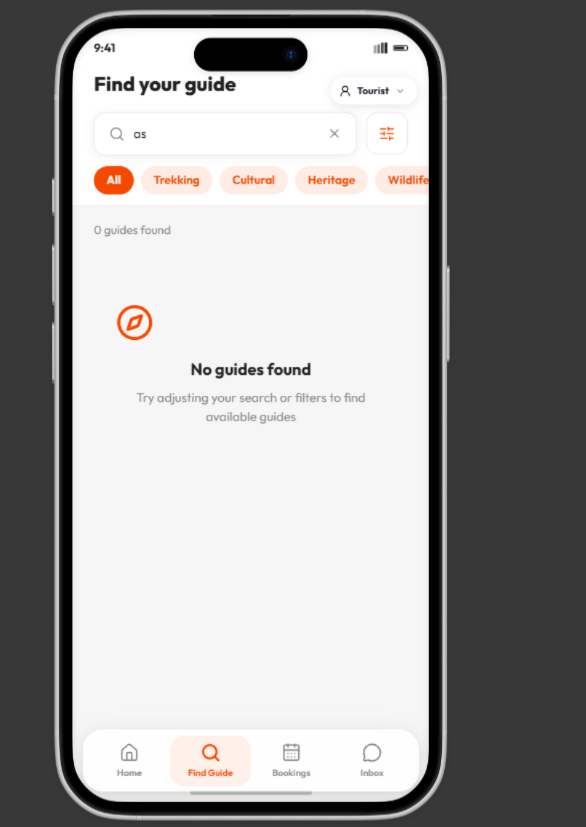 9:41
Find your guide
Tourist
as
All Trekking Cultural Heritage Wildlife
0 guides found
No guides found
Try adjusting your search or filters to find
available guides
Home Find Guide Bookings Inbox